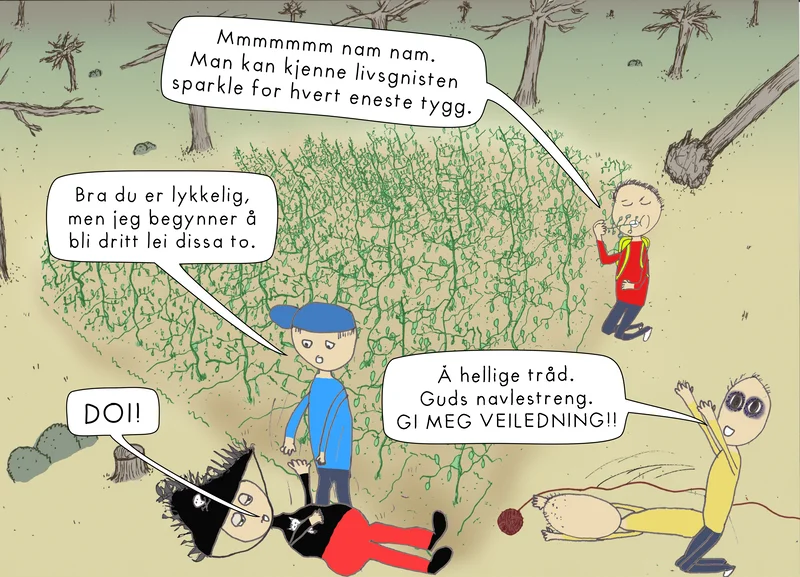 Mmmmmmm nam nam.
Man kan kjenne livsgnisten
sparkle for hvert eneste tygg.
Bra du er lykkelig,
men jeg begynner å
bli dritt lei dissa to.
Å hellige tråd.
Guds navlestreng.
GI MEG VEILEDNING!!
DOI!